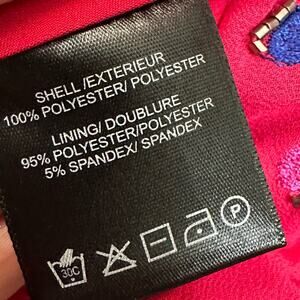 SHELL/EXTERIEUR
100% POLYESTER/ POLYESTER
LINING/ DOUBLURE
95% POLYESTER/POLYESTER
5% SPANDEX/ SPANDEX
30C P